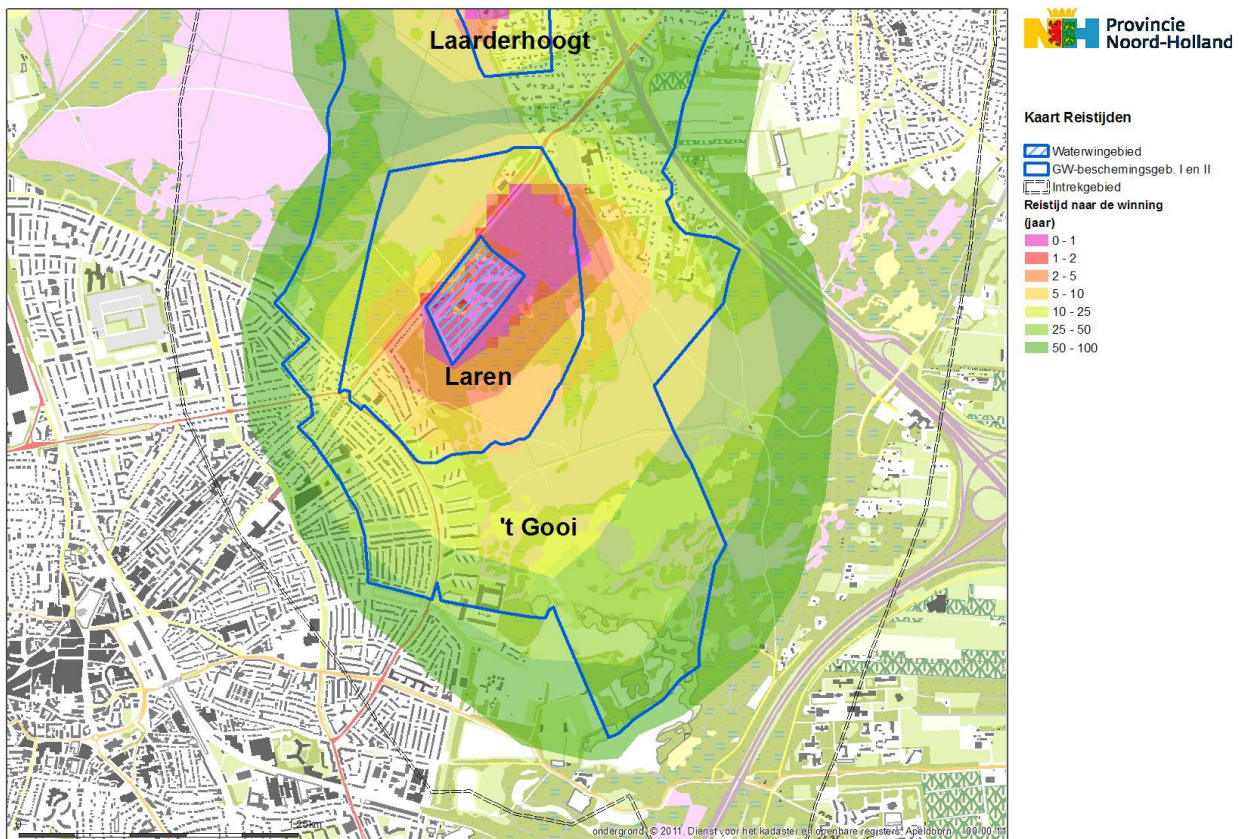 Laarderhoogt
Laren
't Gooi
Provincie
Noord-Holland
Kaart Reistijden
Waterwingebied
GW-beschemingsgeb. I en II
Intrekgebied
Reistijd naar de winning
(jaar)
0 - 1
1 - 2
2 - 5
5 - 10
10 - 25
25 - 50
50 - 100
0
ondergrond: © 2011, Dienst voor het kadaster en openbare registers, Apeldoorn